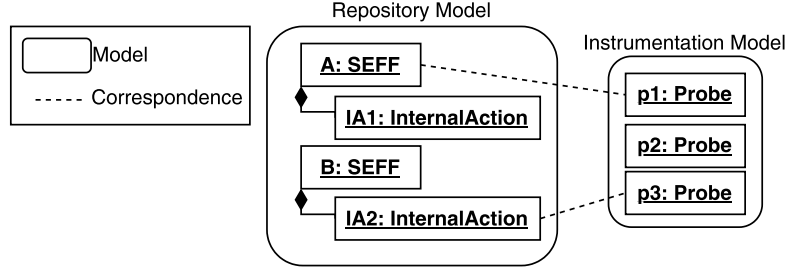 Repository Model
Model
Correspondence
A: SEFF
IA1: InternalAction
B: SEFF
IA2: InternalAction
Instrumentation Model
p1: Probe
p2: Probe
p3: Probe